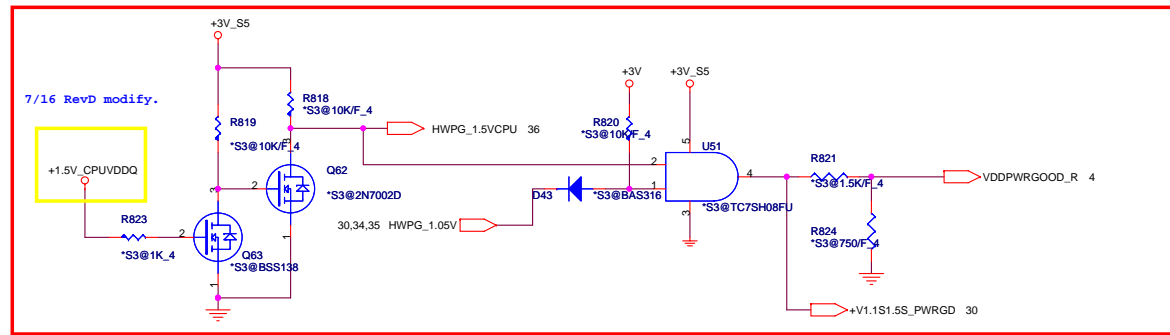 +3V_S5
7/16 RevD modify.
R819
*S3@10K/F_4
R818
*S3@10K/F_4
HWPG_1.5VCPU 36
+1.5V_CPUVDDQ
R823
*S3@1K_4
2
3
1
Q63
*S3@BSS138
2
3
1
Q62
*S3@2N7002D
+3V
+3V_S5
R820
*S3@10K/F_4
U51
5
2
1
4
3
*S3@TC7SH08FU
D43
*S3@BAS316
30,34,35 HWPG_1.05V
R821
*S3@1.5K/F_4
VDDPWRGOOD_R 4
R824
*S3@750/F_4
+V1.1S1.5S_PWRGD 30